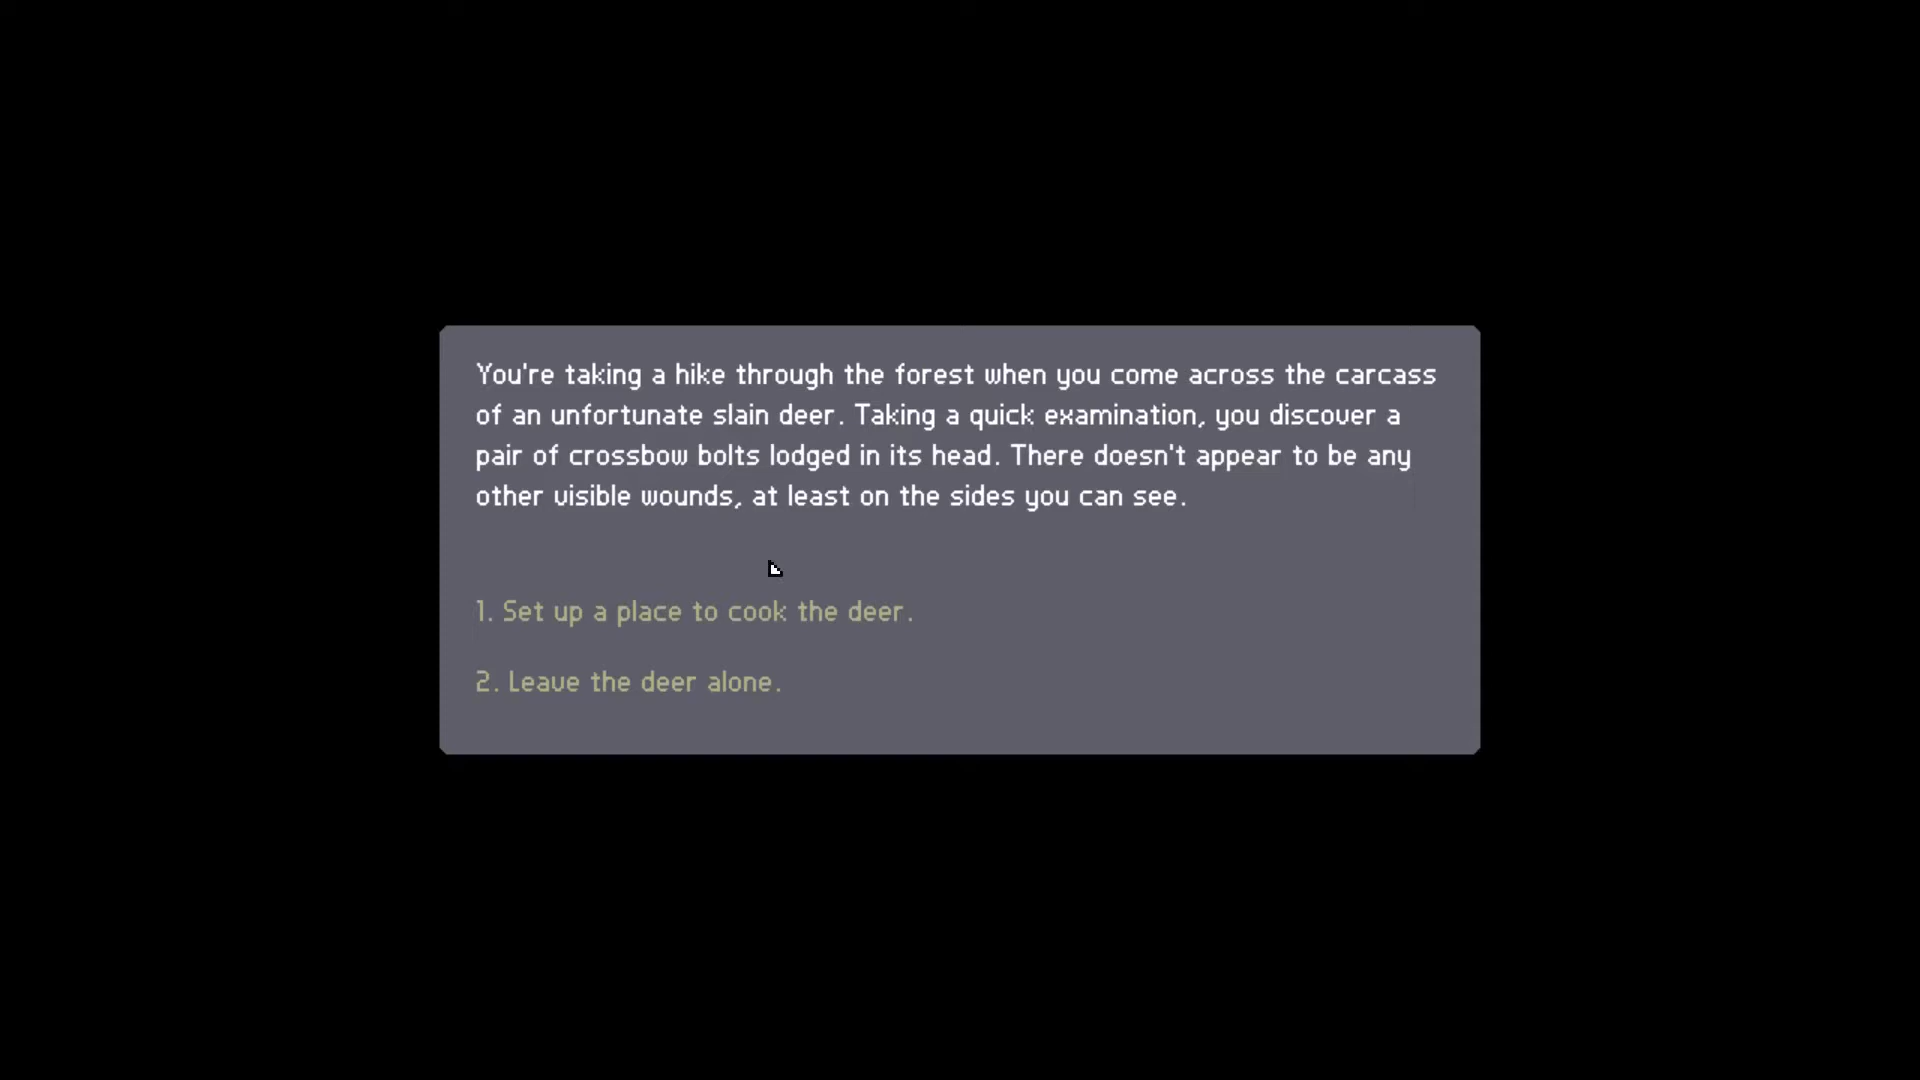 You're taking a hike through the forest when you come across the carcass
of an unfortunate slain deer. Taking a quick examination, you discover a
pair of crossbow bolts lodged in its head. There doesn't appear to be any
other visible wounds, at least on the sides you can see.
1. Set up a place to cook the deer.
2. Leave the deer alone.